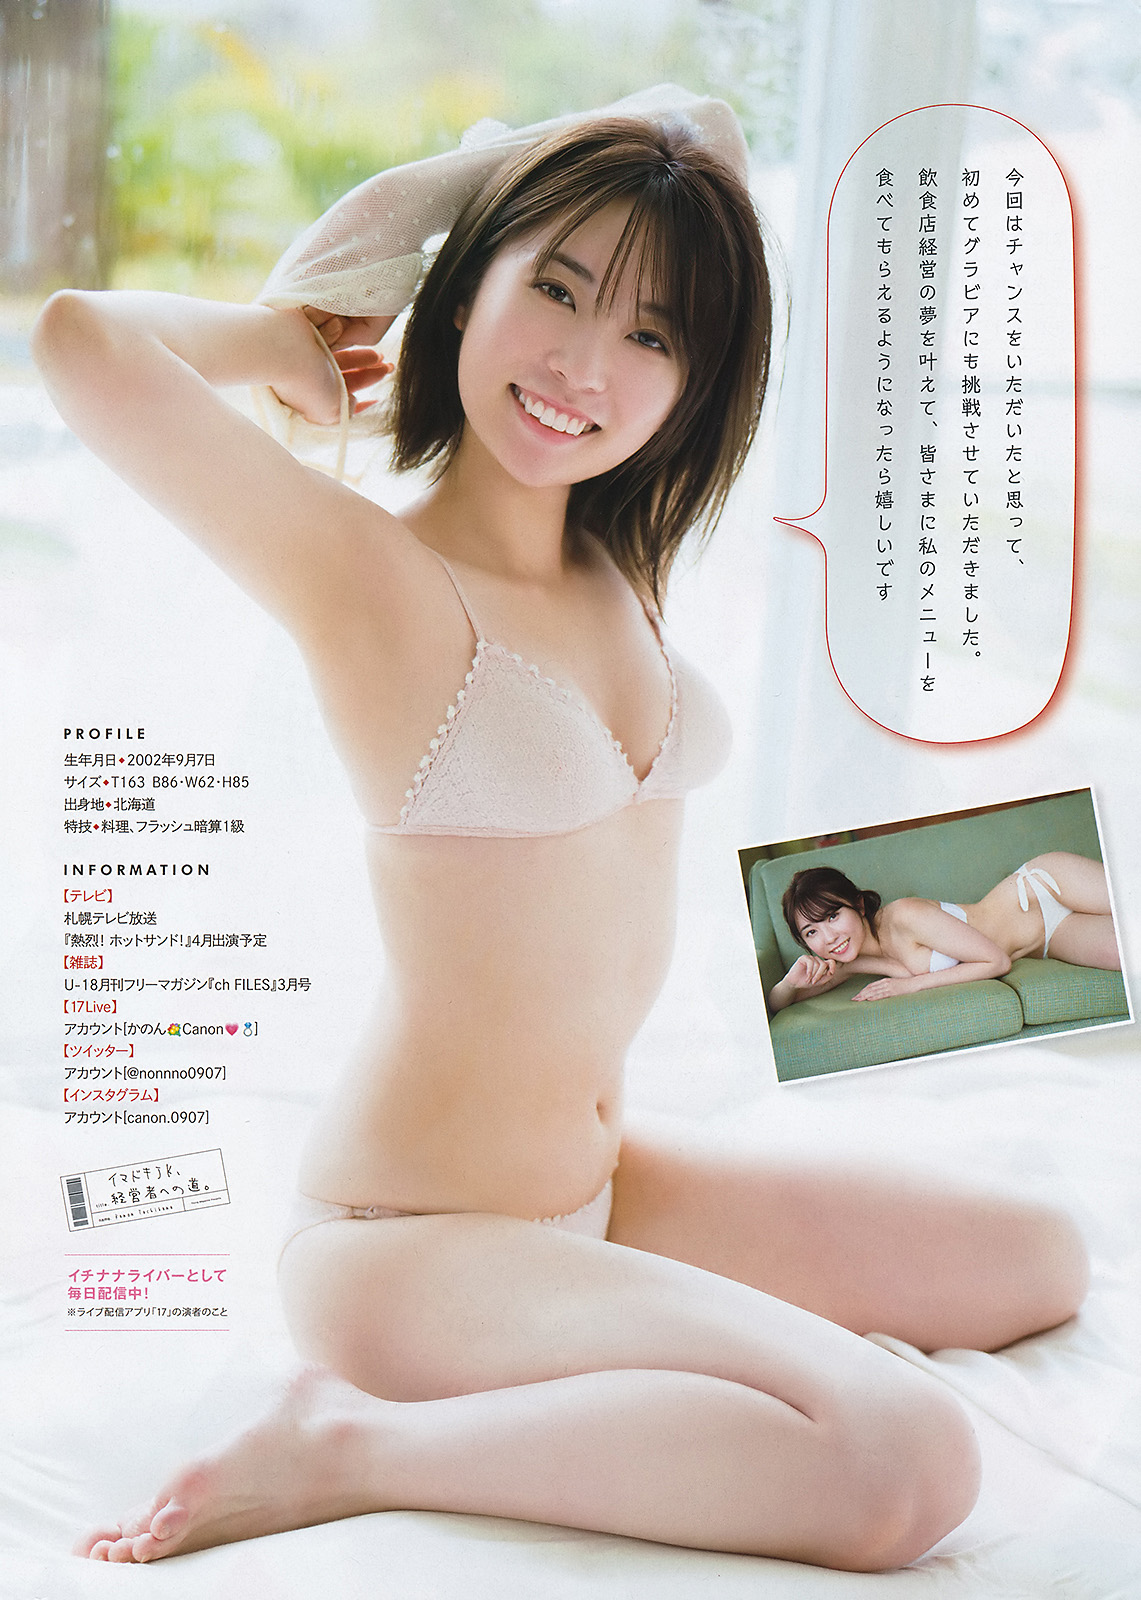 今回はチャンスをいただいたと思って、
初めてグラビアにも挑戦させていただきました。
飲食店経営の夢を叶えて、皆さまに私のメニューを
食べてもらえるようになったら嬉しいです
PROFILE
生年月日◆2002年9月7日
サイズ◆T163 B86・W62・H85
出身地◆北海道
特技◆料理、フラッシュ暗算1級
INFORMATION
【テレビ】
札幌テレビ放送
『熱烈!ホットサンド!』4月出演予定
【雑誌】
U-18月刊フリーマガジン『ch FILES』3月号
【17Live】
アカウント[かのん💐Canon💗💍]
【ツイッター】
アカウント[@nonnno0907]
【インスタグラム】
アカウント[canon.0907]
イマドキJK、
title. 経営者への道。
name.
イチナナライバーとして
毎日配信中!
※ライブ配信アプリ「17」の演者のこと